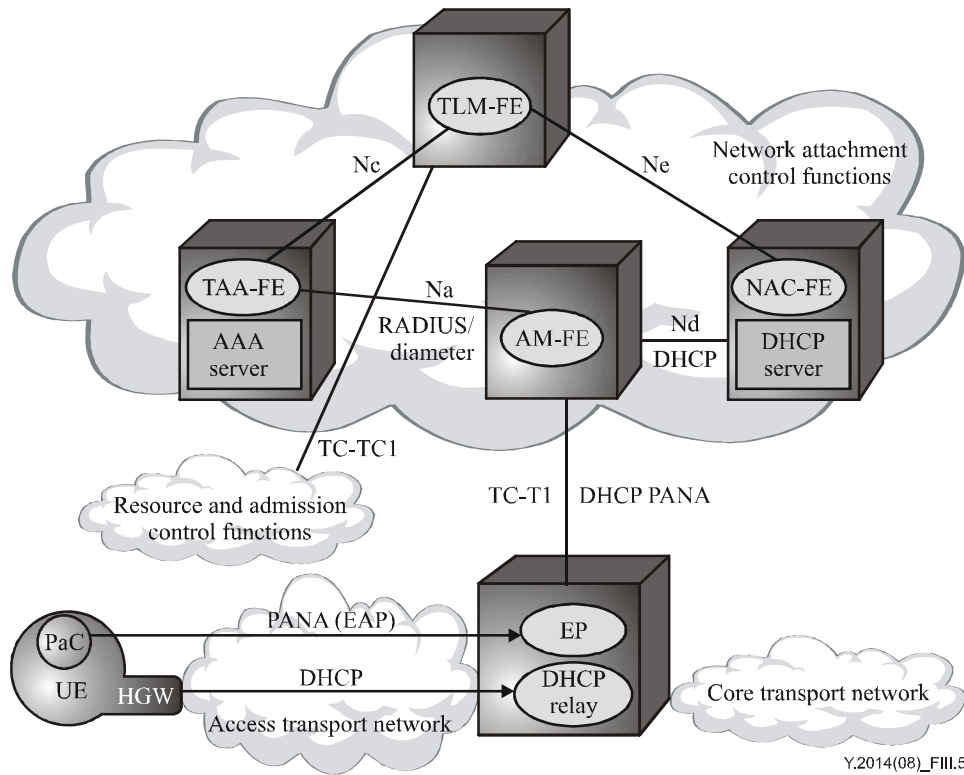 TLM-FE
Nc
Ne
Network attachment
control functions
TAA-FE
AAA
server
Na
RADIUS/
diameter
AM-FE
Nd
DHCP
NAC-FE
DHCP
server
TC-TC1
Resource and admission
control functions
TC-T1
DHCP PANA
PaC
UE
HGW
PANA (EAP)
DHCP
Access transport network
EP
DHCP
relay
Core transport network
Y.2014(08)_FIII.5